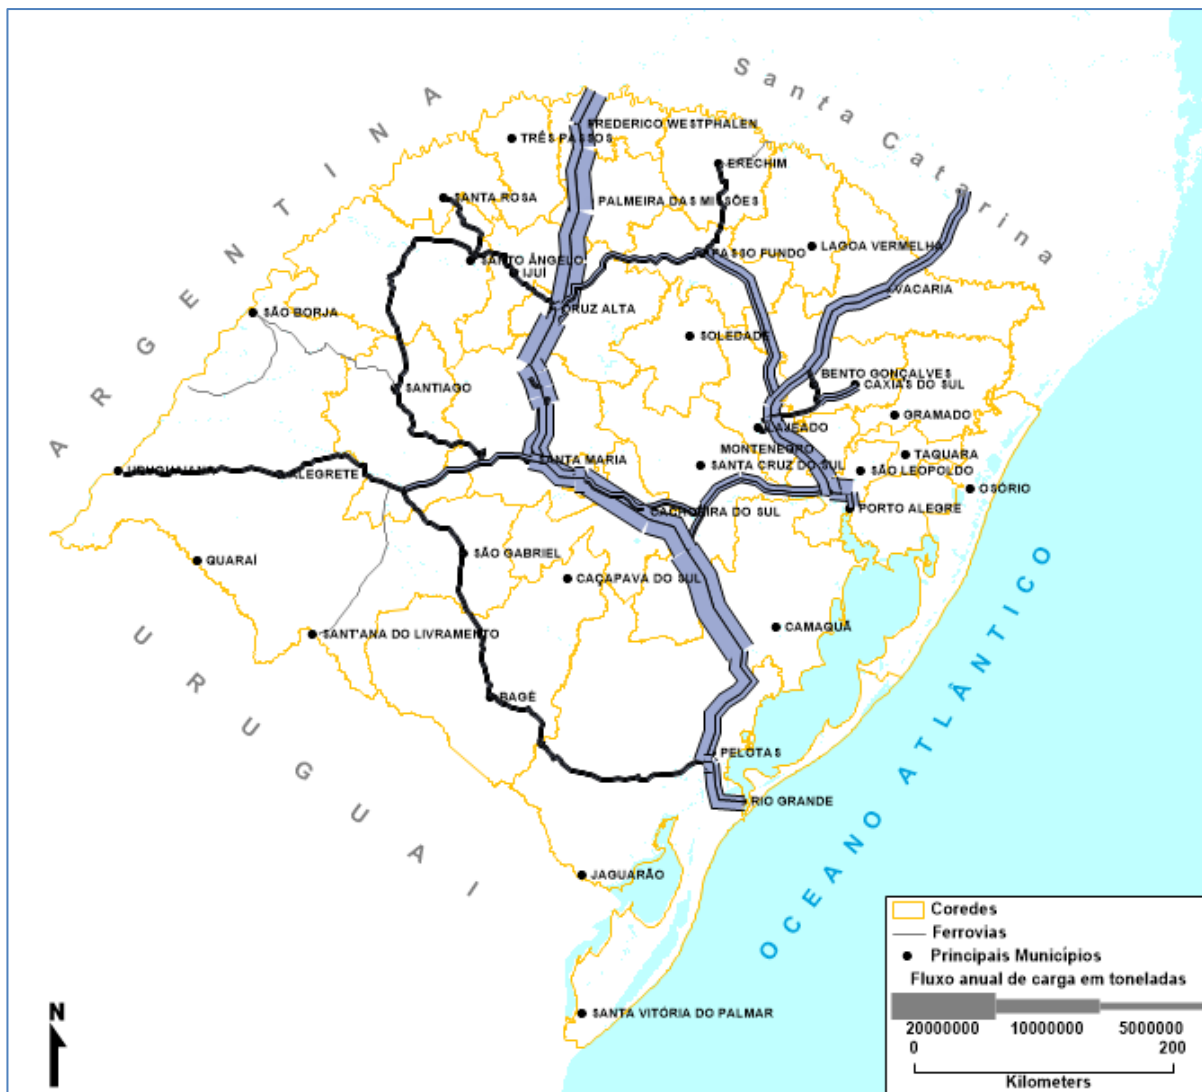 Santa Catarina
ARGENTINA
FREDERICO WESTPHALEN
TRÊS PASSOS
ERECHIM
SANTA ROSA
PALMEIRA DAS MISSÕES
LAGOA VERMELHA
PASSO FUNDO
SANTO ÂNGELO
IJUÍ
VACARIA
SÃO BORJA
CRUZ ALTA
SOLEDADE
BENTO GONÇALVES
CAXIAS DO SUL
SANTIAGO
GRAMADO
LAJEADO
MONTENEGRO
TAQUARA
SANTA MARIA
SANTA CRUZ DO SUL
SÃO LEOPOLDO
URUGUAIANA
ALEGRETE
OSÓRIO
CACHOEIRA DO SUL
PORTO ALEGRE
SÃO GABRIEL
QUARAÍ
CAÇAPAVA DO SUL
CAMAQUÃ
SANT'ANA DO LIVRAMENTO
URUGUAI
BAGÉ
OCEANO ATLÂNTICO
PELOTAS
RIO GRANDE
JAGUARÃO
SANTA VITÓRIA DO PALMAR
N
Coredes
Ferrovias
Principais Municípios
Fluxo anual de carga em toneladas
20000000 10000000 5000000
0 200
Kilometers